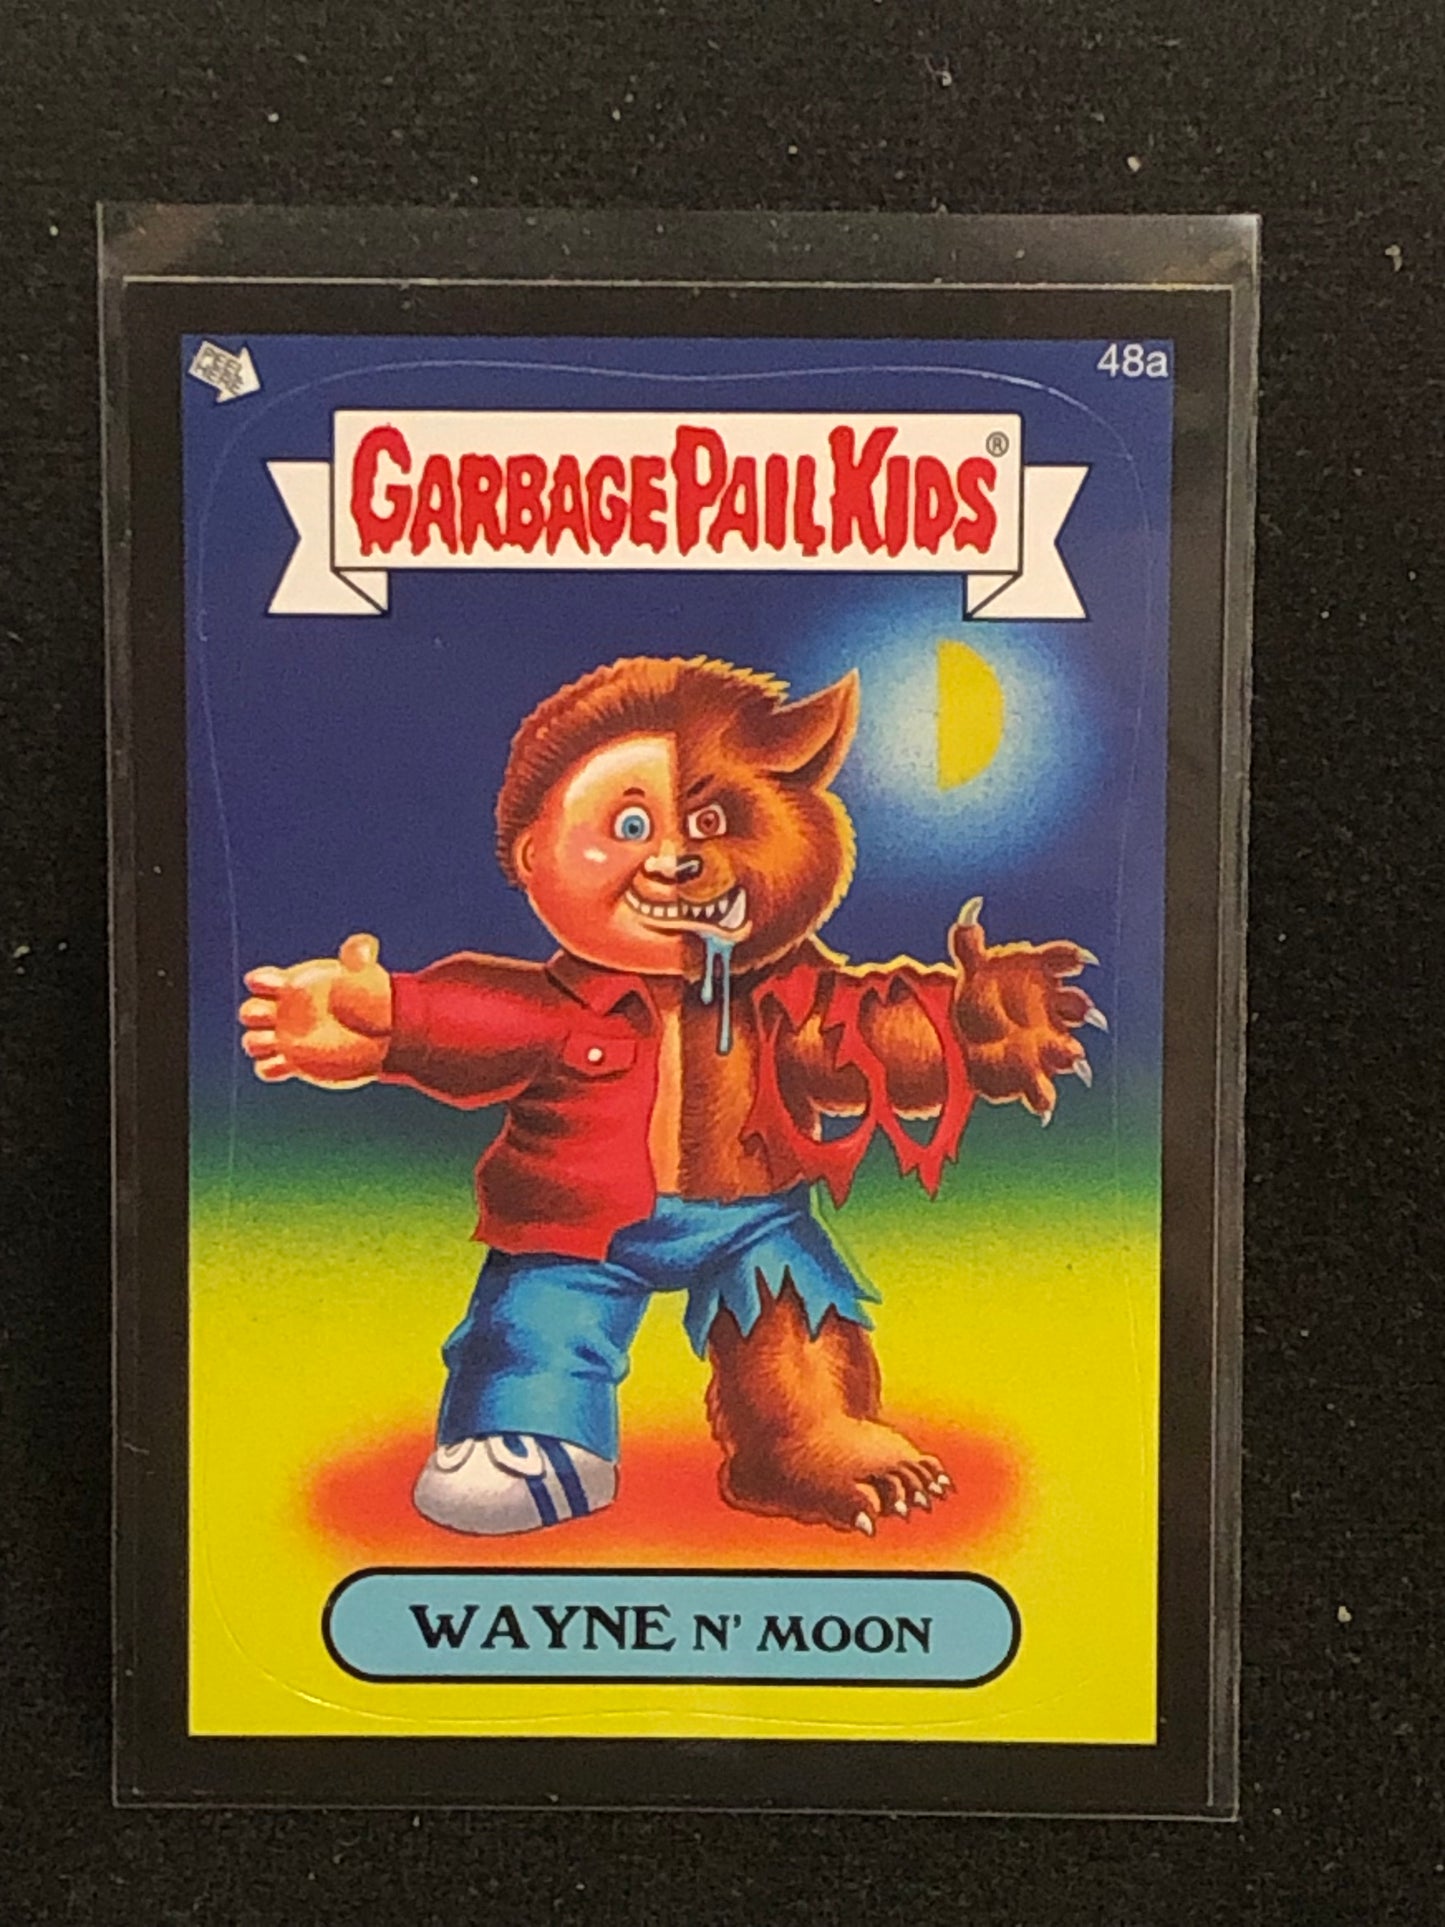 PEEL
HERE
48a
GARBAGE PAIL KIDS®
WAYNE N' MOON